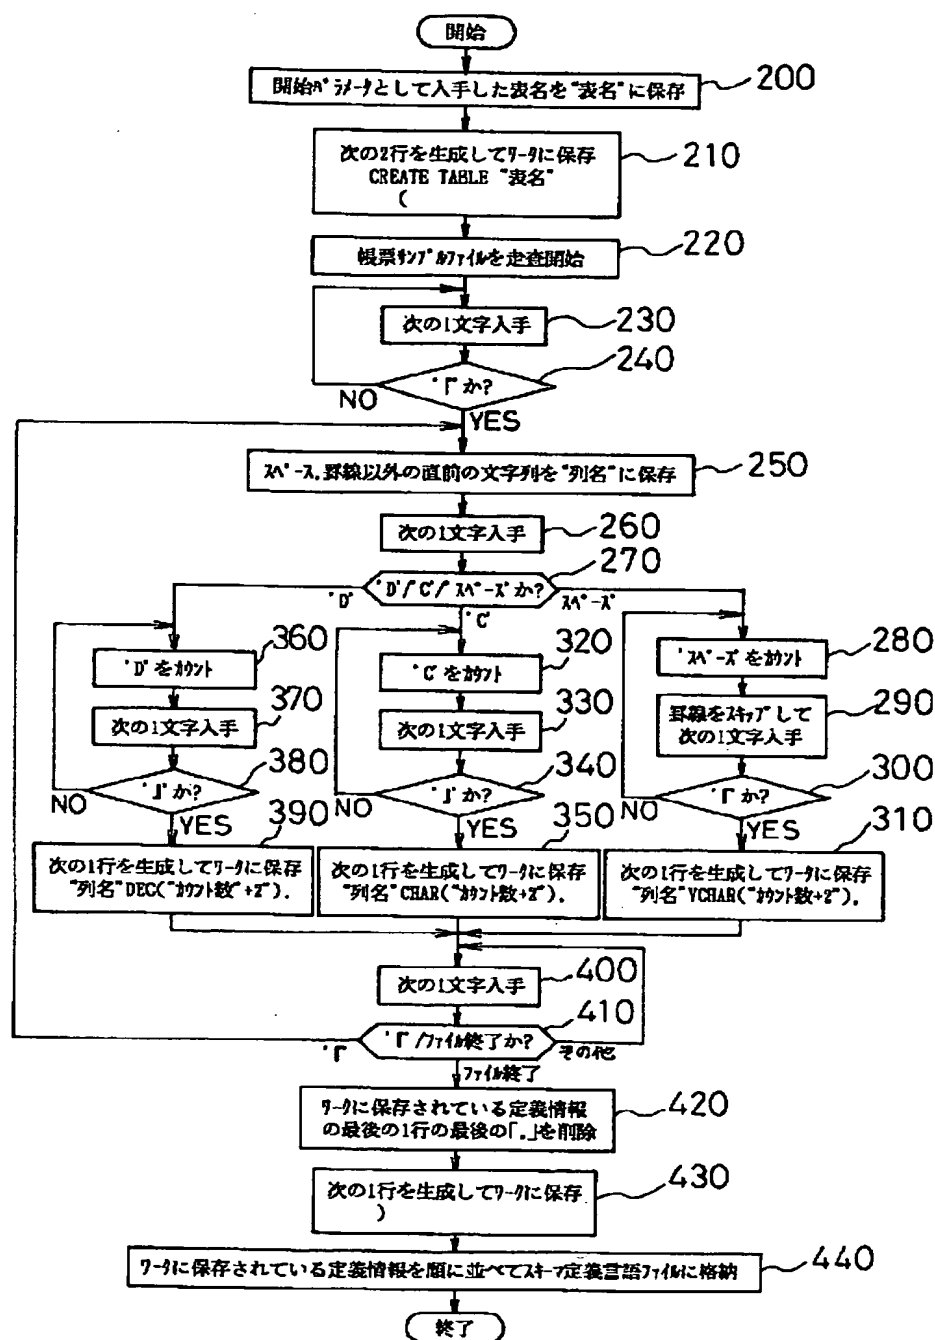 開始
開始パラメータとして入手した表名を"表名"に保存
200
次の2行を生成してワークに保存
CREATE TABLE "表名"
(
210
帳票サンプルファイルを走査開始
220
次の1文字入手
230
'「'か?
240
NO
YES
スペース,罫線以外の直前の文字列を"列名"に保存
250
次の1文字入手
260
270
'D'/'C'/'スペース'か?
'D'
'C'
スペース'
'D'をカウント
360
'C'をカウント
320
'スペース'をカウント
280
次の1文字入手
370
次の1文字入手
330
罫線をスキップして
次の1文字入手
290
'」'か?
380
'」'か?
340
'「'か?
300
NO
YES
NO
YES
NO
YES
390
350
310
次の1行を生成してワークに保存
"列名"DEC("カウント数"+2").
次の1行を生成してワークに保存
"列名"CHAR("カウント数+2").
次の1行を生成してワークに保存
"列名"VCHAR("カウント数+2").
次の1文字入手
400
410
'「'/ファイル終了か?
'「'
その他
ファイル終了
ワークに保存されている定義情報
の最後の1行の最後の「.」を削除
420
次の1行を生成してワークに保存
)
430
ワークに保存されている定義情報を順に並べてスキーマ定義言語ファイルに格納
440
終了